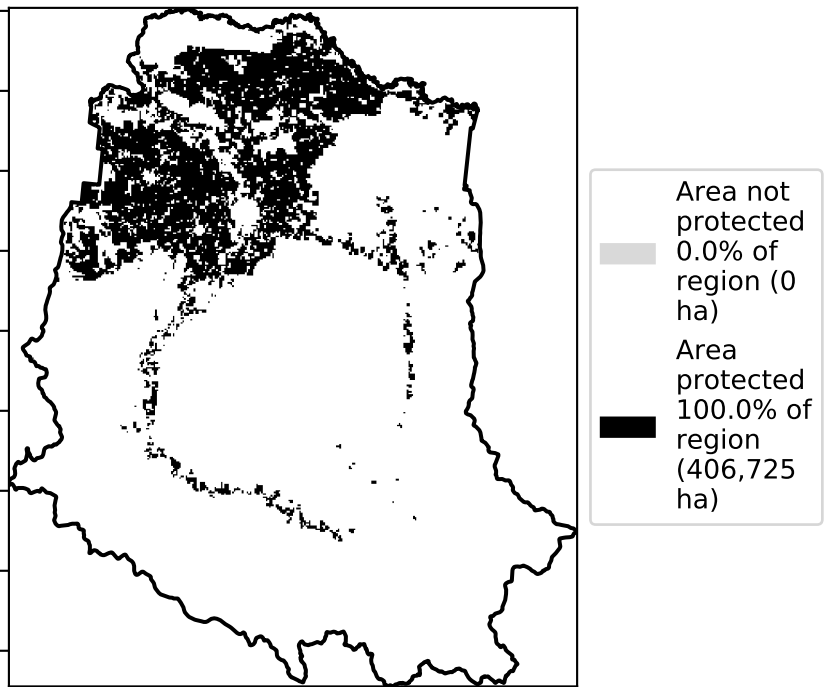 Area not
protected
0.0% of
region (0
ha)
Area
protected
100.0% of
region
(406,725
ha)